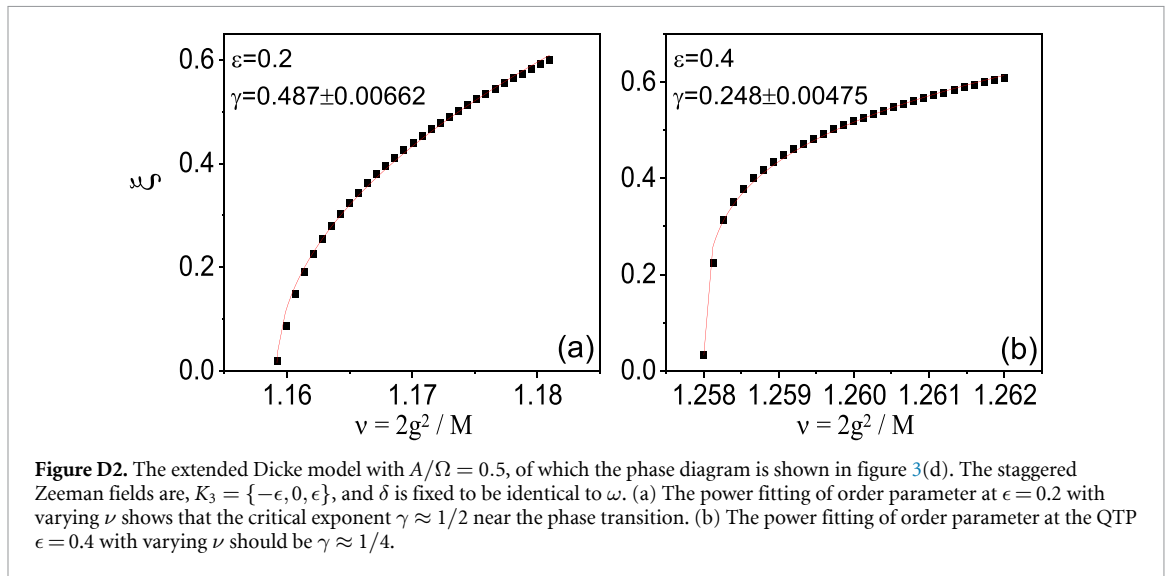 ε=0.2
γ=0.487±0.00662
0.6
0.4
0.2
0.0
ξ
(a)
1.16 1.17 1.18
ν = 2g² / M
ε=0.4
γ=0.248±0.00475
0.6
0.4
0.2
0.0
(b)
1.258 1.259 1.260 1.261 1.262
ν = 2g² / M
Figure D2. The extended Dicke model with A/Ω = 0.5, of which the phase diagram is shown in figure 3(d). The staggered
Zeeman fields are, K₃ = {−ϵ, 0, ϵ}, and δ is fixed to be identical to ω. (a) The power fitting of order parameter at ϵ = 0.2 with
varying ν shows that the critical exponent γ ≈ 1/2 near the phase transition. (b) The power fitting of order parameter at the QTP
ϵ = 0.4 with varying ν should be γ ≈ 1/4.